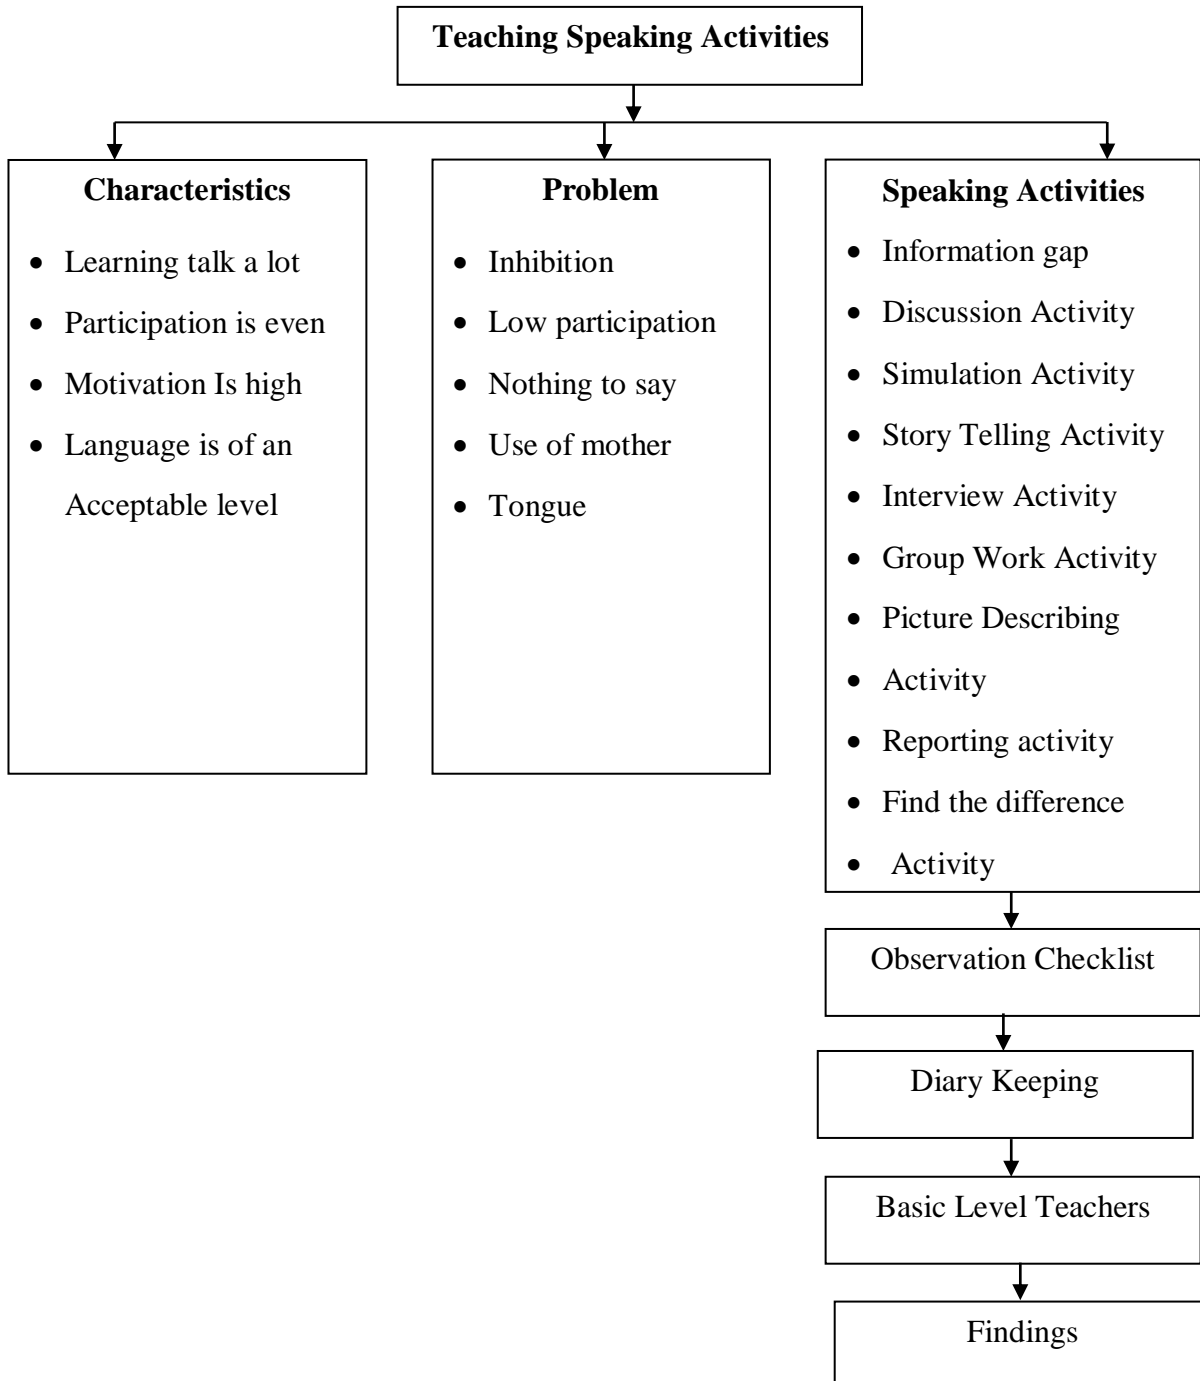 Teaching Speaking Activities
Characteristics
• Learning talk a lot
• Participation is even
• Motivation Is high
• Language is of an
Acceptable level
Problem
• Inhibition
• Low participation
• Nothing to say
• Use of mother
• Tongue
Speaking Activities
• Information gap
• Discussion Activity
• Simulation Activity
• Story Telling Activity
• Interview Activity
• Group Work Activity
• Picture Describing
• Activity
• Reporting activity
• Find the difference
• Activity
Observation Checklist
Diary Keeping
Basic Level Teachers
Findings